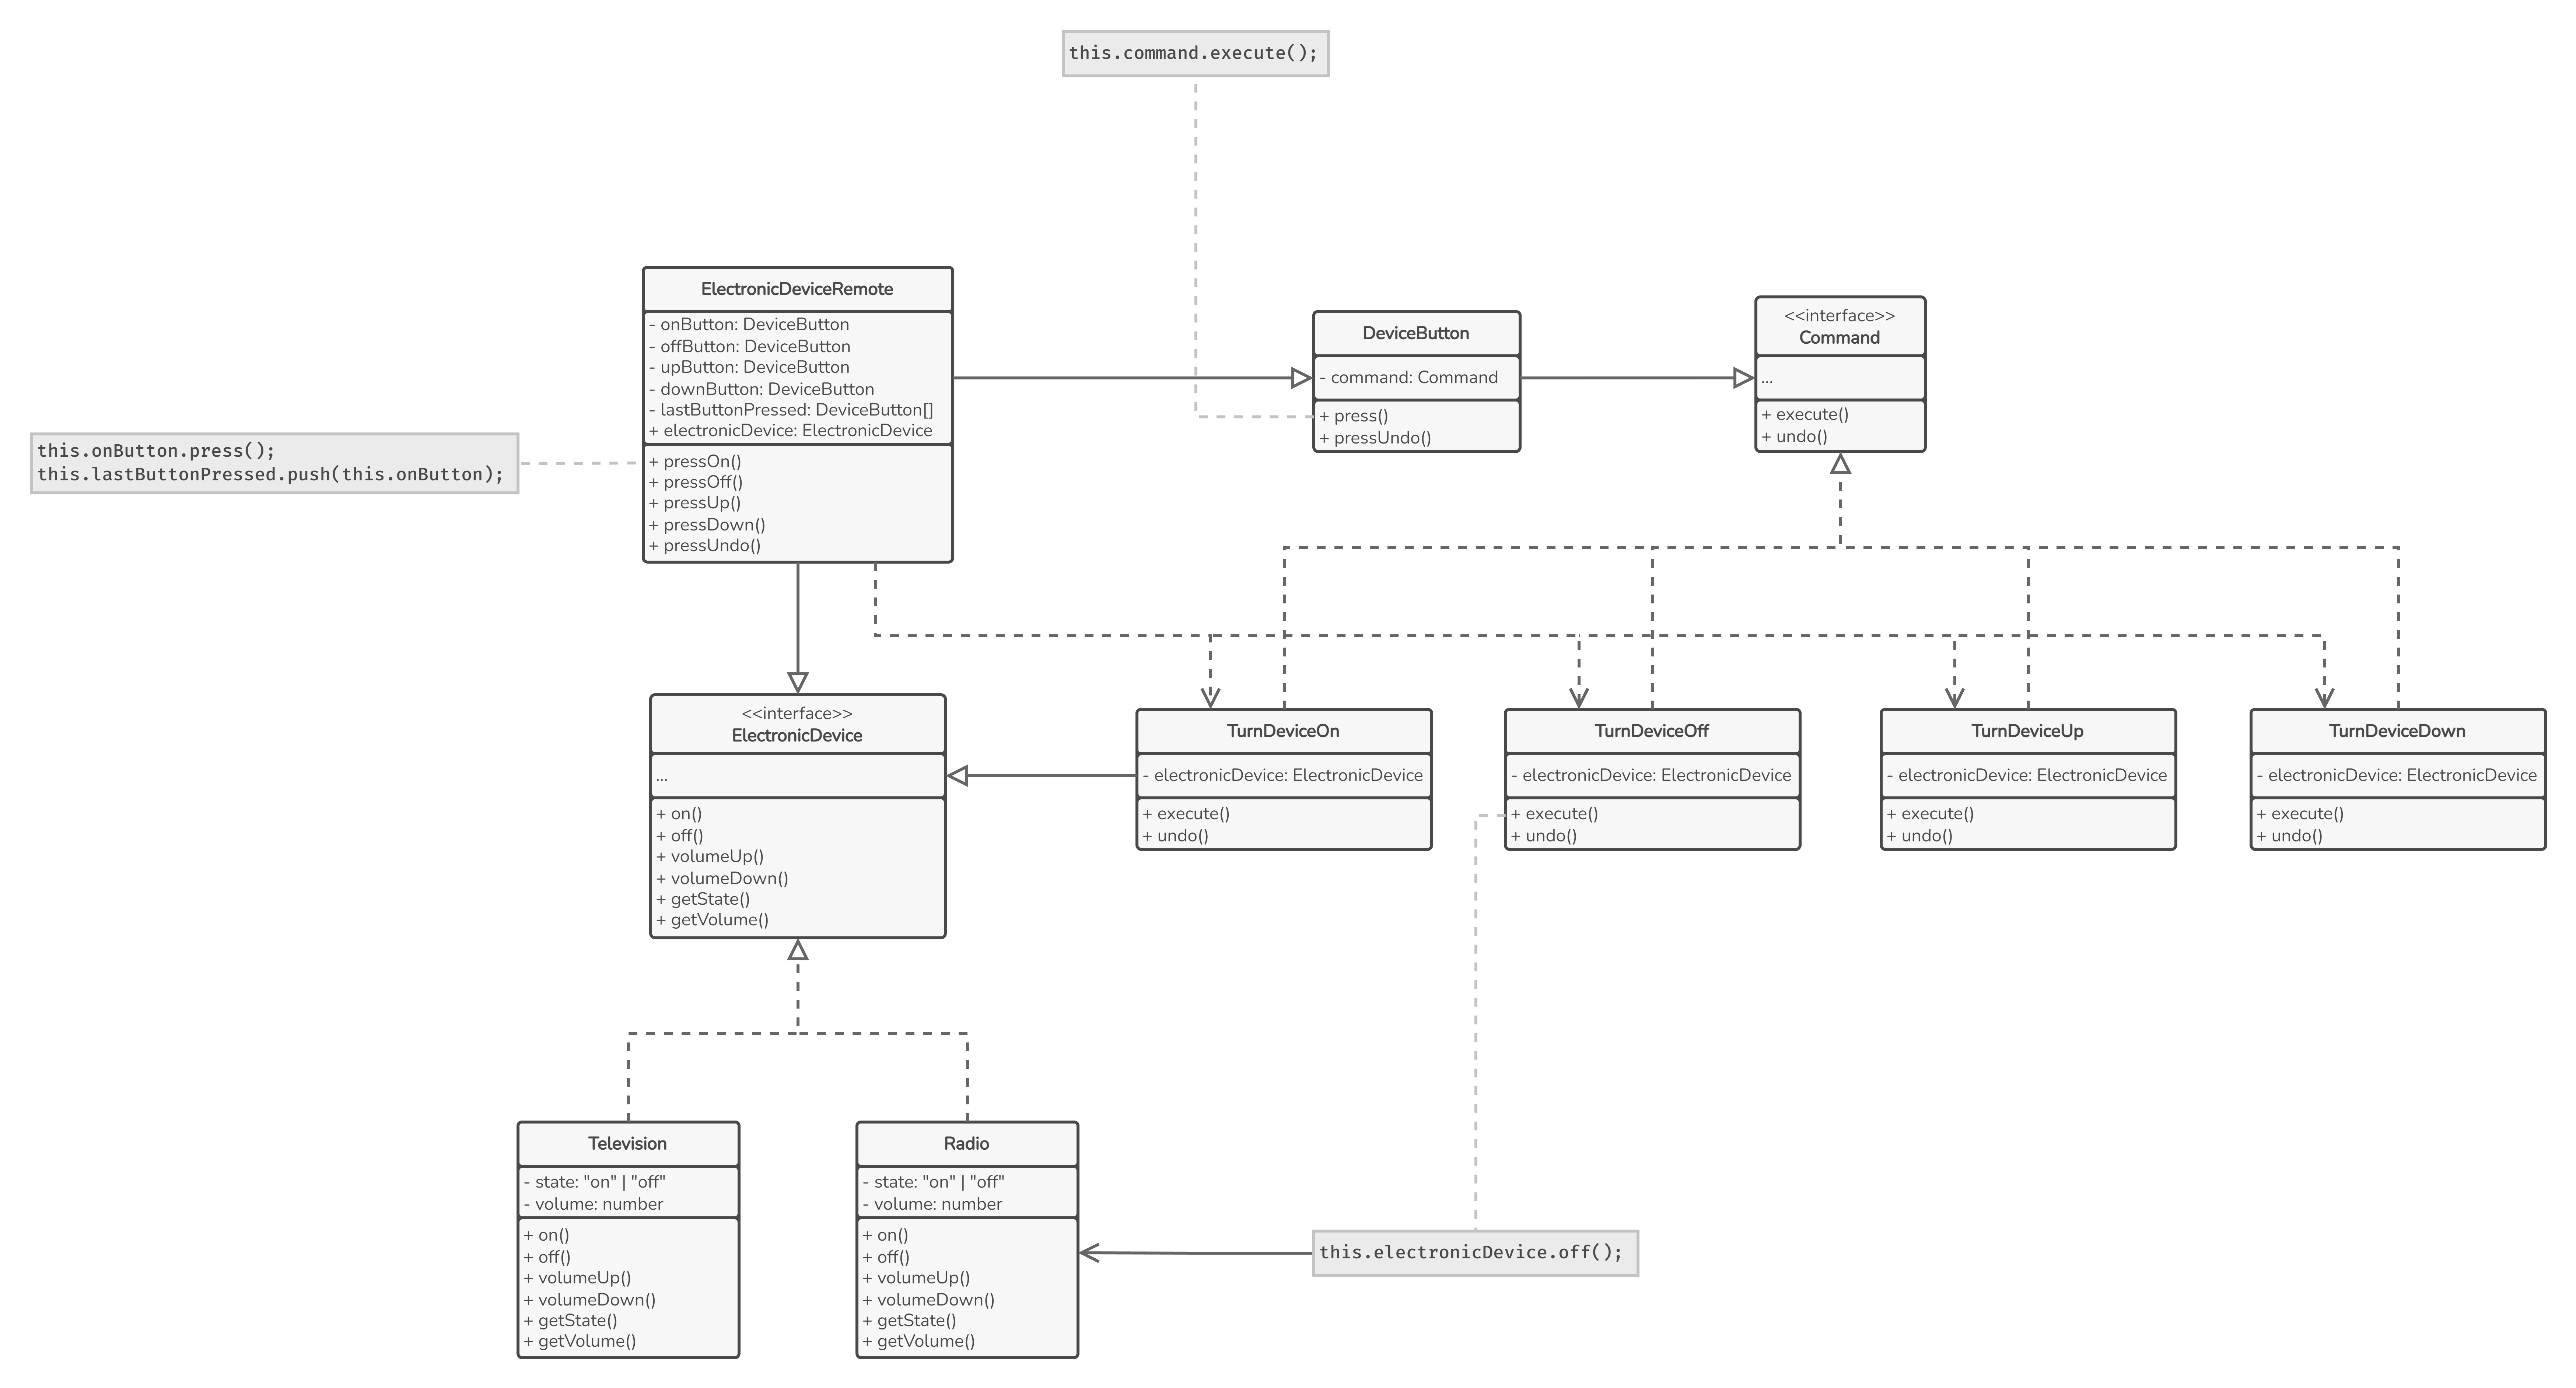 this.command.execute();
ElectronicDeviceRemote
- onButton: DeviceButton
- offButton: DeviceButton
- upButton: DeviceButton
- downButton: DeviceButton
- lastButtonPressed: DeviceButton[]
+ electronicDevice: ElectronicDevice
+ pressOn()
+ pressOff()
+ pressUp()
+ pressDown()
+ pressUndo()
DeviceButton
- command: Command
+ press()
+ pressUndo()
<<interface>>
Command
...
+ execute()
+ undo()
this.onButton.press();
this.lastButtonPressed.push(this.onButton);
<<interface>>
ElectronicDevice
...
+ on()
+ off()
+ volumeUp()
+ volumeDown()
+ getState()
+ getVolume()
TurnDeviceOn
- electronicDevice: ElectronicDevice
+ execute()
+ undo()
TurnDeviceOff
- electronicDevice: ElectronicDevice
+ execute()
+ undo()
TurnDeviceUp
- electronicDevice: ElectronicDevice
+ execute()
+ undo()
TurnDeviceDown
- electronicDevice: ElectronicDevice
+ execute()
+ undo()
Television
- state: "on" | "off"
- volume: number
+ on()
+ off()
+ volumeUp()
+ volumeDown()
+ getState()
+ getVolume()
Radio
- state: "on" | "off"
- volume: number
+ on()
+ off()
+ volumeUp()
+ volumeDown()
+ getState()
+ getVolume()
this.electronicDevice.off();